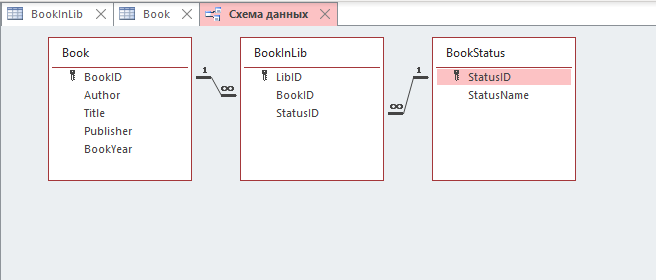 BookInLib
Book
Схема данных
Book
BookID
Author
Title
Publisher
BookYear
1
∞
BookInLib
LibID
BookID
StatusID
1
∞
BookStatus
StatusID
StatusName